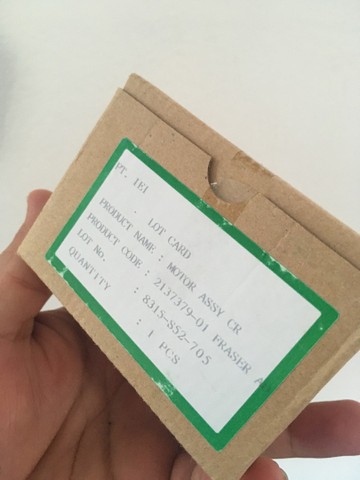 PT. IEI
LOT CARD
PRODUCT NAME : MOTOR ASSY CR
PRODUCT CODE : 2137379-01 FRASER A
LOT No. : 8315-S52-705
QUANTITY : 1 PCS